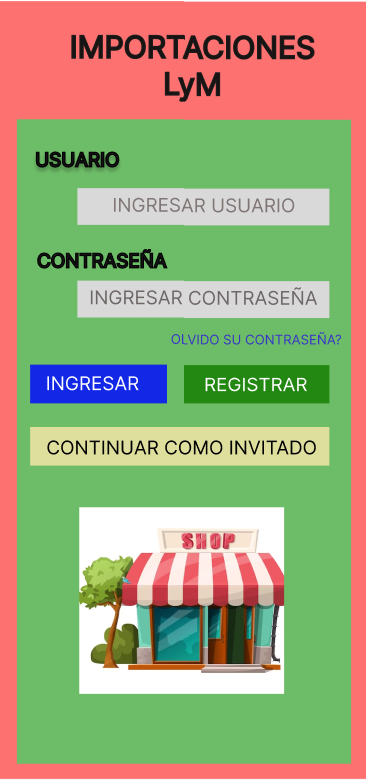 IMPORTACIONES
LyM
USUARIO
INGRESAR USUARIO
CONTRASEÑA
INGRESAR CONTRASEÑA
OLVIDO SU CONTRASEÑA?
INGRESAR
REGISTRAR
CONTINUAR COMO INVITADO
SHOP